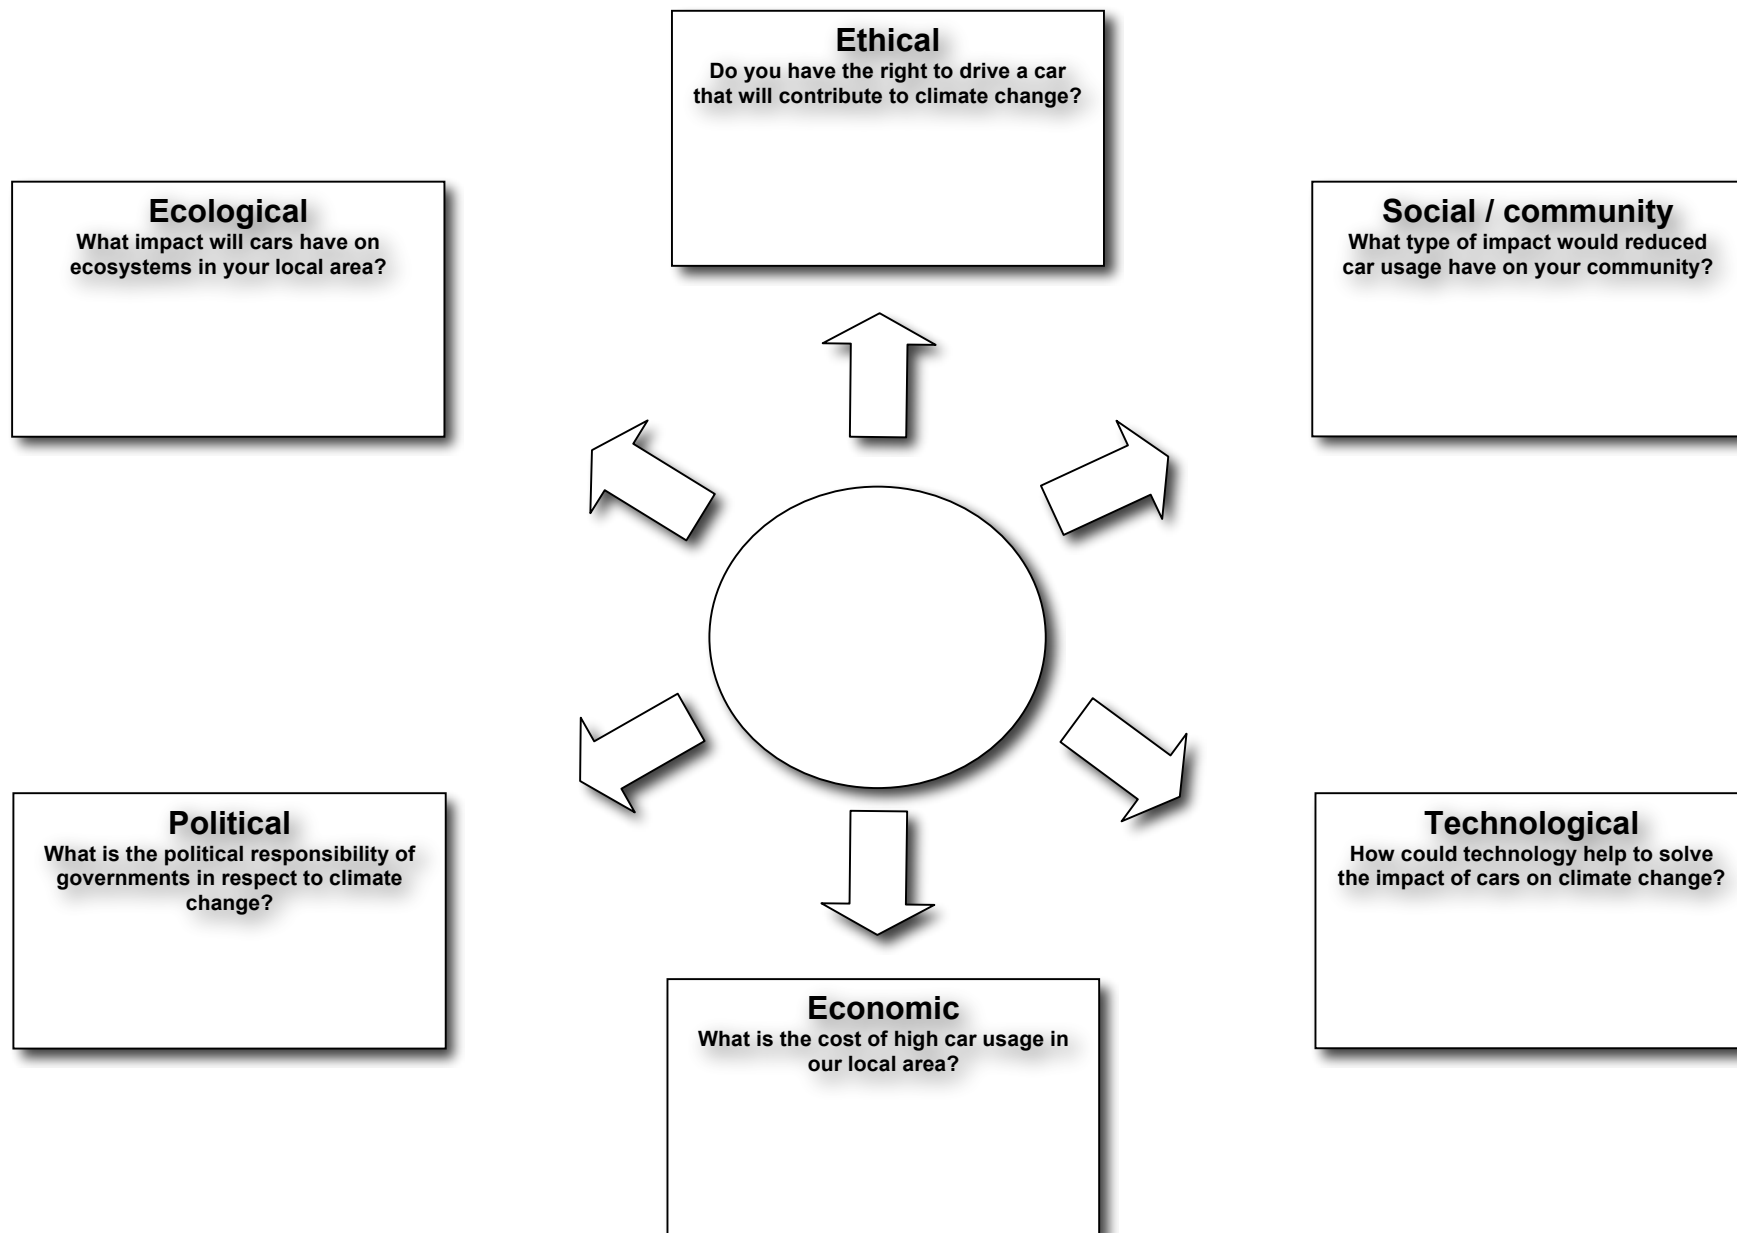 Ethical
Do you have the right to drive a car
that will contribute to climate change?
Ecological
What impact will cars have on
ecosystems in your local area?
Social / community
What type of impact would reduced
car usage have on your community?
Political
What is the political responsibility of
governments in respect to climate
change?
Technological
How could technology help to solve
the impact of cars on climate change?
Economic
What is the cost of high car usage in
our local area?